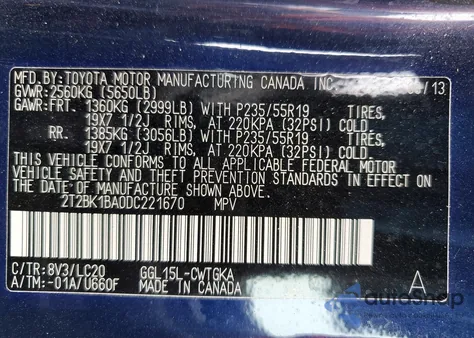 MFD. BY: TOYOTA MOTOR MANUFACTURING CANADA INC. /13
GVWR: 2560KG (5650LB)
GAWR: FRT. 1360KG (2999LB) WITH P235/55R19 TIRES,
19X7 1/2J RIMS, AT 220KPA (32PSI) COLD.
RR. 1385KG (3056LB) WITH P235/55R19 TIRES,
19X7 1/2J RIMS, AT 220KPA (32PSI) COLD.
THIS VEHICLE CONFORMS TO ALL APPLICABLE FEDERAL MOTOR
VEHICLE SAFETY AND THEFT PREVENTION STANDARDS IN EFFECT ON
THE DATE OF MANUFACTURE SHOWN ABOVE.
2T2BK1BA0DC221670 MPV
C/TR: 8V3/LC20 GGL15L-CWTGKA
A/TM: -01A/U660F MADE IN CANADA A
autoSnap